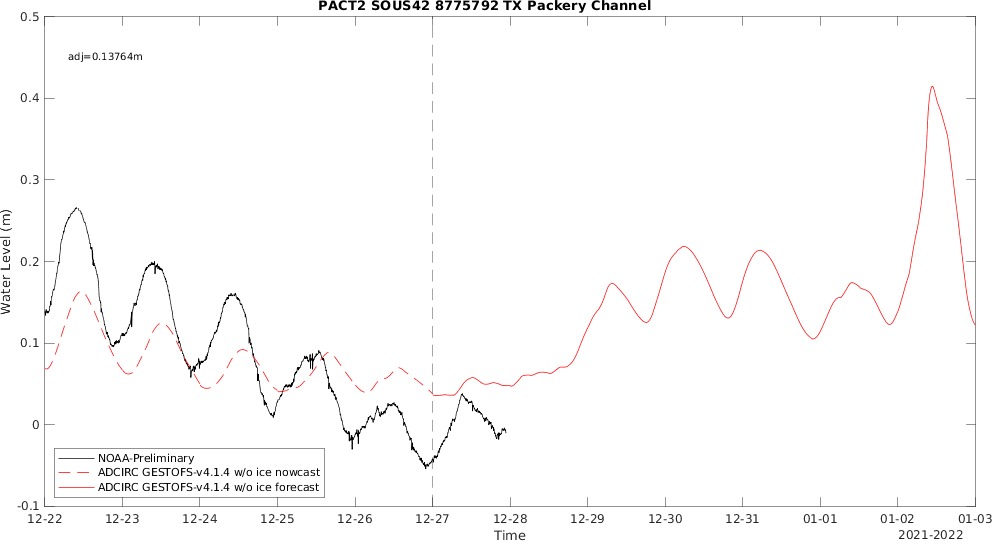 PACT2 SOUS42 8775792 TX Packery Channel
adj=0.13764m
0.5
0.4
0.3
0.2
0.1
0
-0.1
Water Level (m)
NOAA-Preliminary
ADCIRC GESTOFS-v4.1.4 w/o ice nowcast
ADCIRC GESTOFS-v4.1.4 w/o ice forecast
12-22 12-23 12-24 12-25 12-26 12-27 12-28 12-29 12-30 12-31 01-01 01-02 01-03
Time
2021-2022